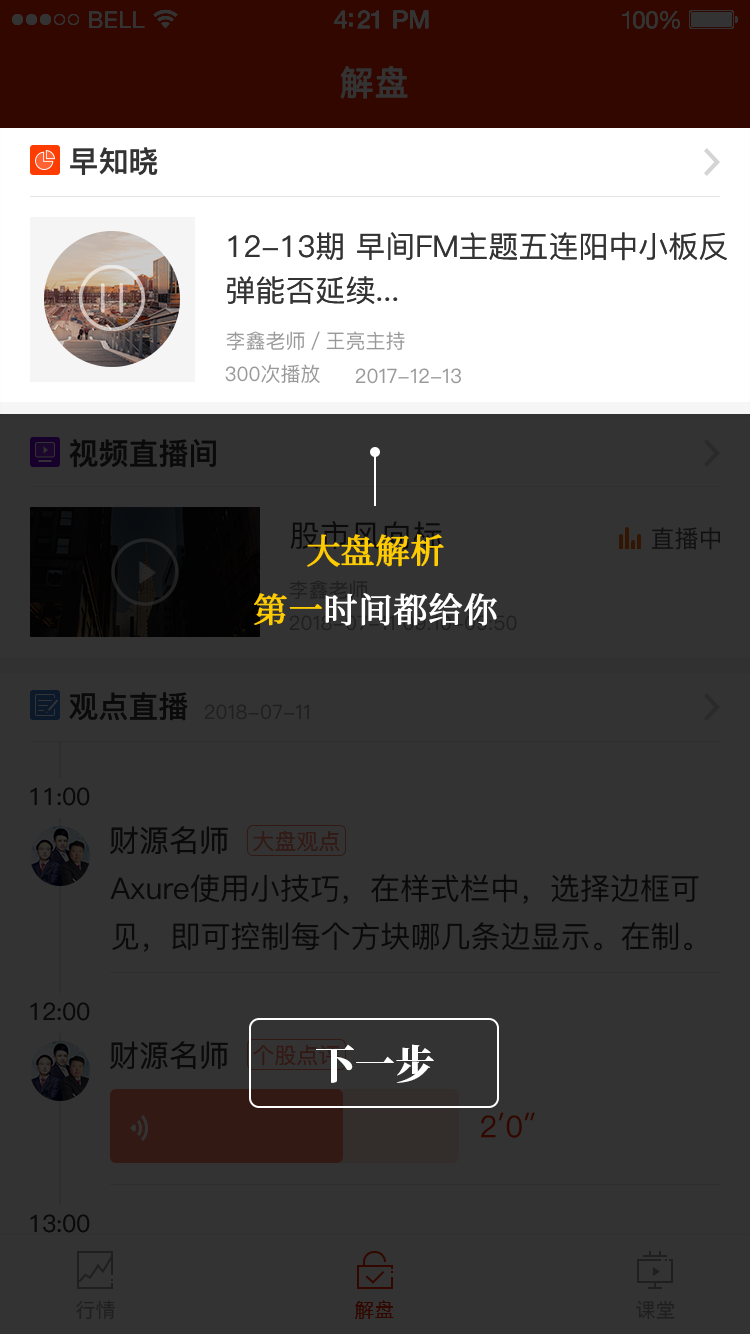 BELL
4:21 PM
100%
解盘
早知晓
12-13期 早间FM主题五连阳中小板反
弹能否延续...
李鑫老师 / 王亮主持
300次播放
2017-12-13
视频直播间
股市风向标
直播中
大盘解析
李鑫老师
第一时间都给你
观点直播
2018-07-11
11:00
财源名师
大盘观点
Axure使用小技巧，在样式栏中，选择边框可
见，即可控制每个方块哪几条边显示。在制。
12:00
财源名师
个股点评
下一步
2'0"
13:00
行情
解盘
课堂